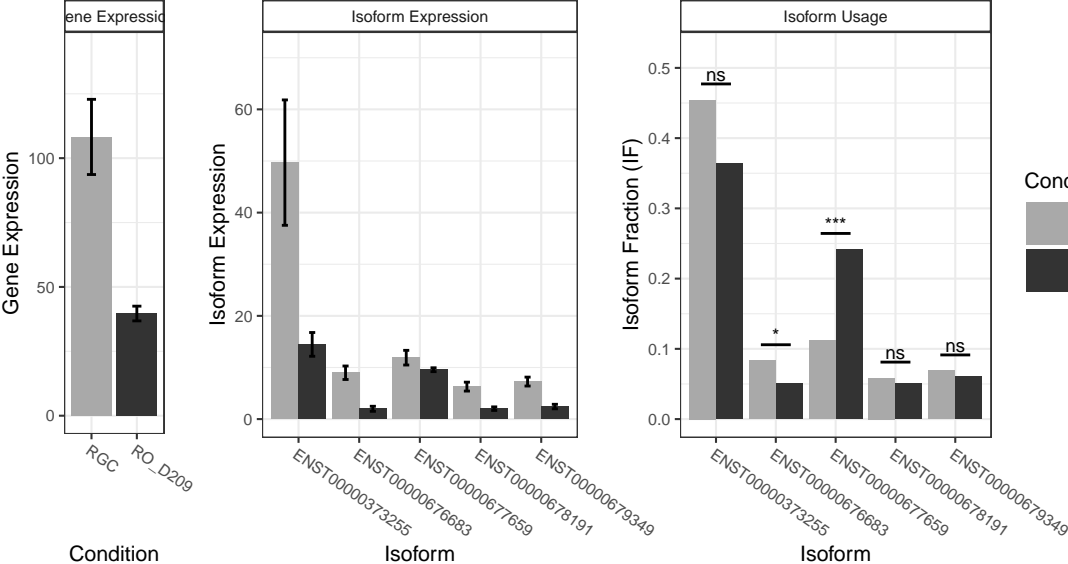 ene Expressio
Isoform Expression
Isoform Usage
Gene Expression
0
50
100
RGC
RO_D209
Condition
Isoform Expression
0
20
40
60
ENST00000373255
ENST00000676683
ENST00000677659
ENST00000678191
ENST00000679349
Isoform
Isoform Fraction (IF)
0.0
0.1
0.2
0.3
0.4
0.5
ns
*
***
ns
ns
ENST00000373255
ENST00000676683
ENST00000677659
ENST00000678191
ENST00000679349
Isoform
Cond